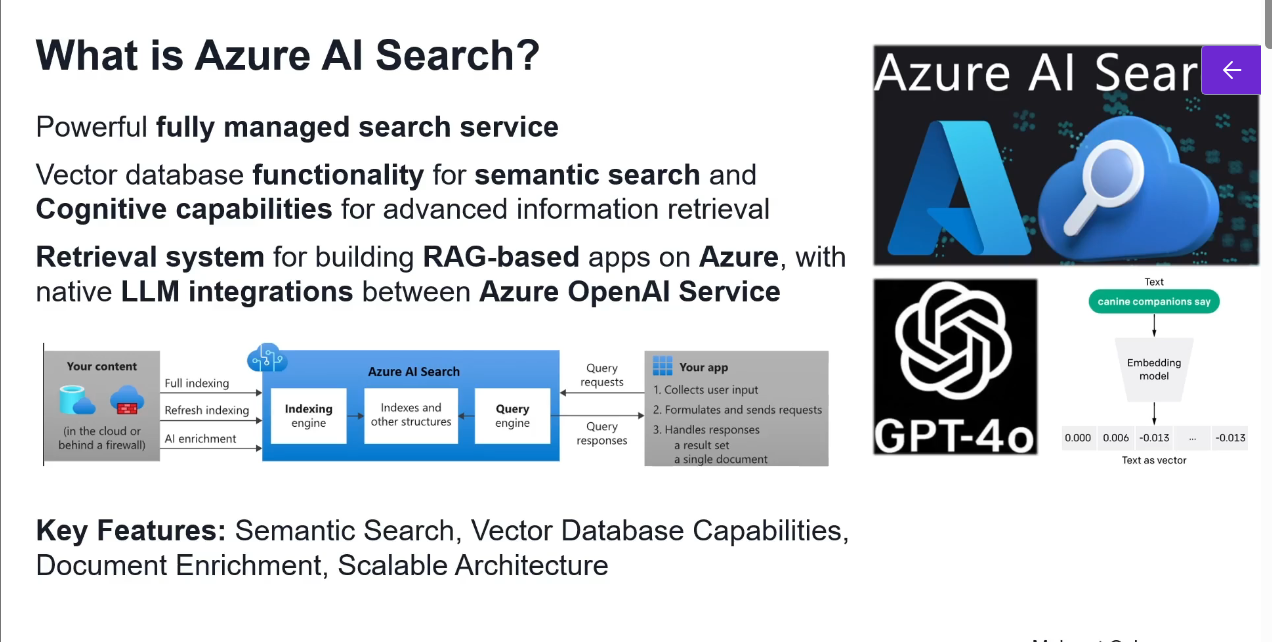 What is Azure AI Search?
Powerful fully managed search service
Vector database functionality for semantic search and
Cognitive capabilities for advanced information retrieval
Retrieval system for building RAG-based apps on Azure, with
native LLM integrations between Azure OpenAI Service
Your content
(in the cloud or
behind a firewall)
Full indexing
Refresh indexing
AI enrichment
Azure AI Search
Indexing
engine
Indexes and
other structures
Query
engine
Query
requests
Query
responses
Your app
1. Collects user input
2. Formulates and sends requests
3. Handles responses
a result set
a single document
Key Features: Semantic Search, Vector Database Capabilities,
Document Enrichment, Scalable Architecture
Azure AI Sear
GPT-4o
Text
canine companions say
Embedding
model
0.000 0.006 -0.013 ... -0.013
Text as vector